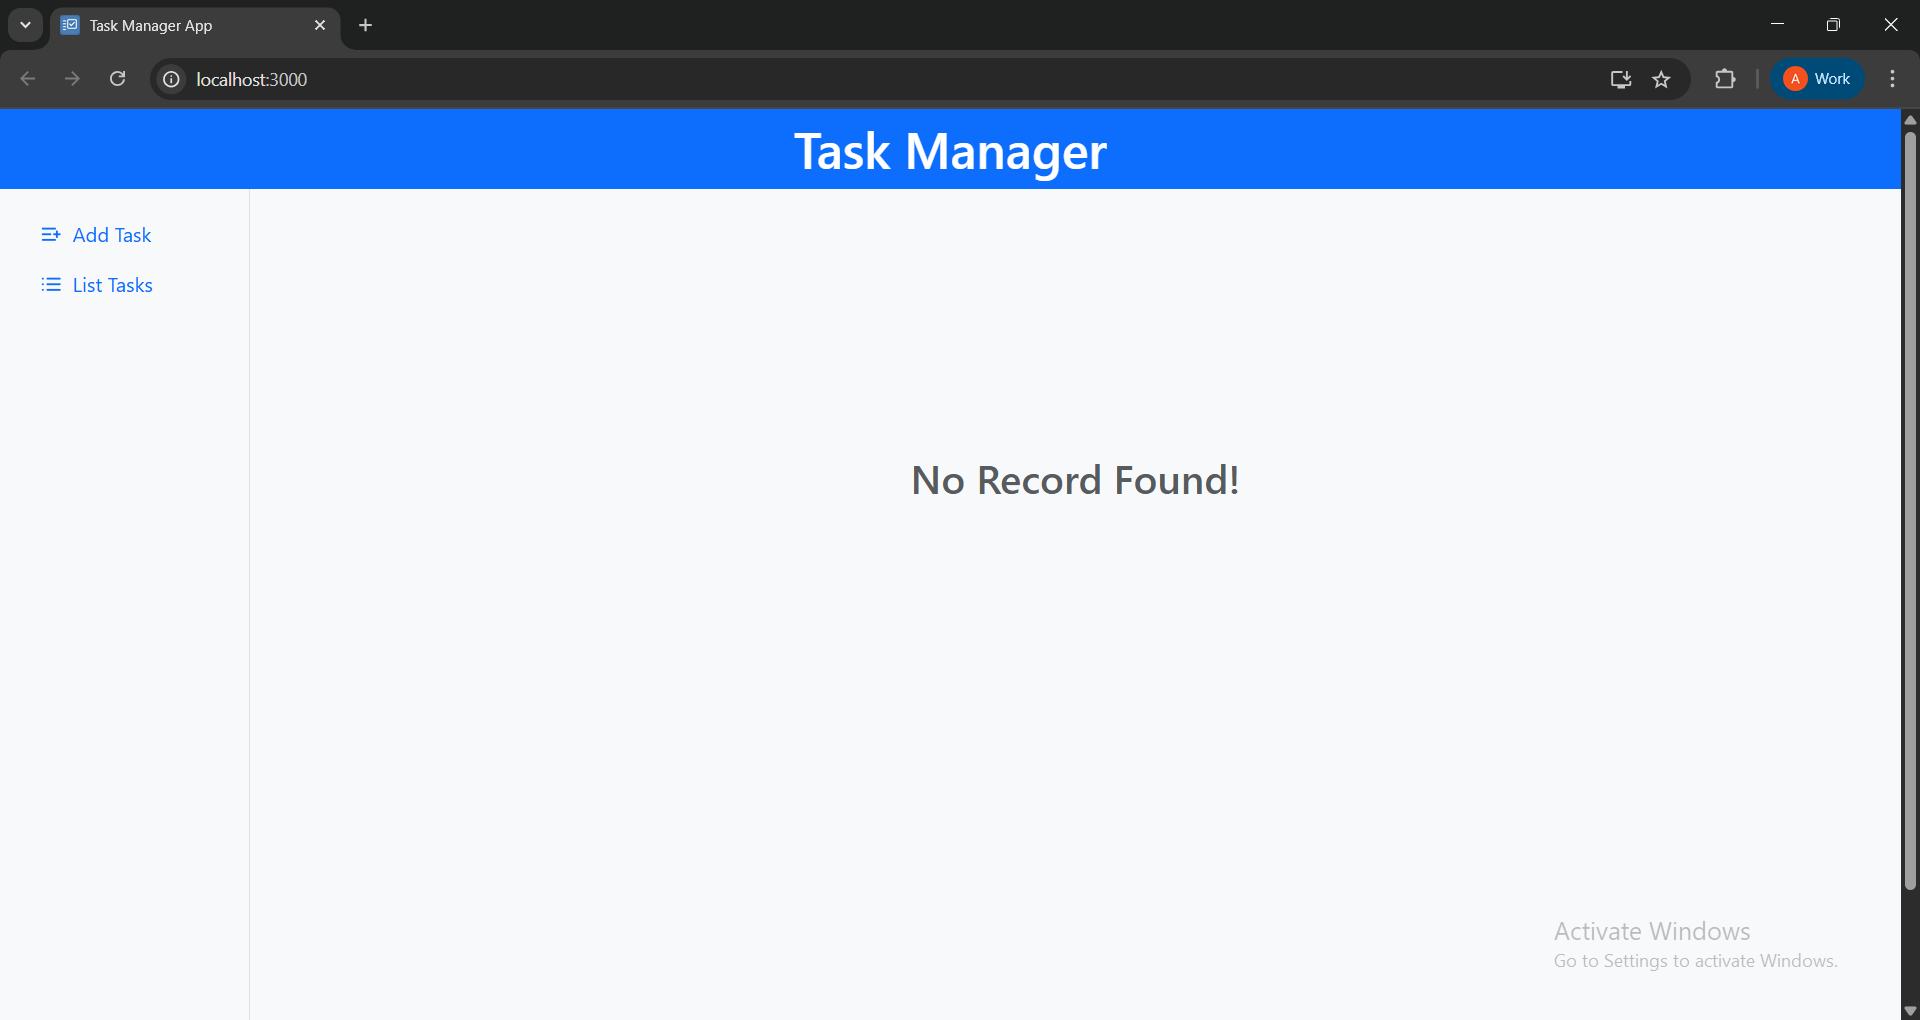 Task Manager App
localhost:3000
A Work
Task Manager
Add Task
List Tasks
No Record Found!
Activate Windows
Go to Settings to activate Windows.